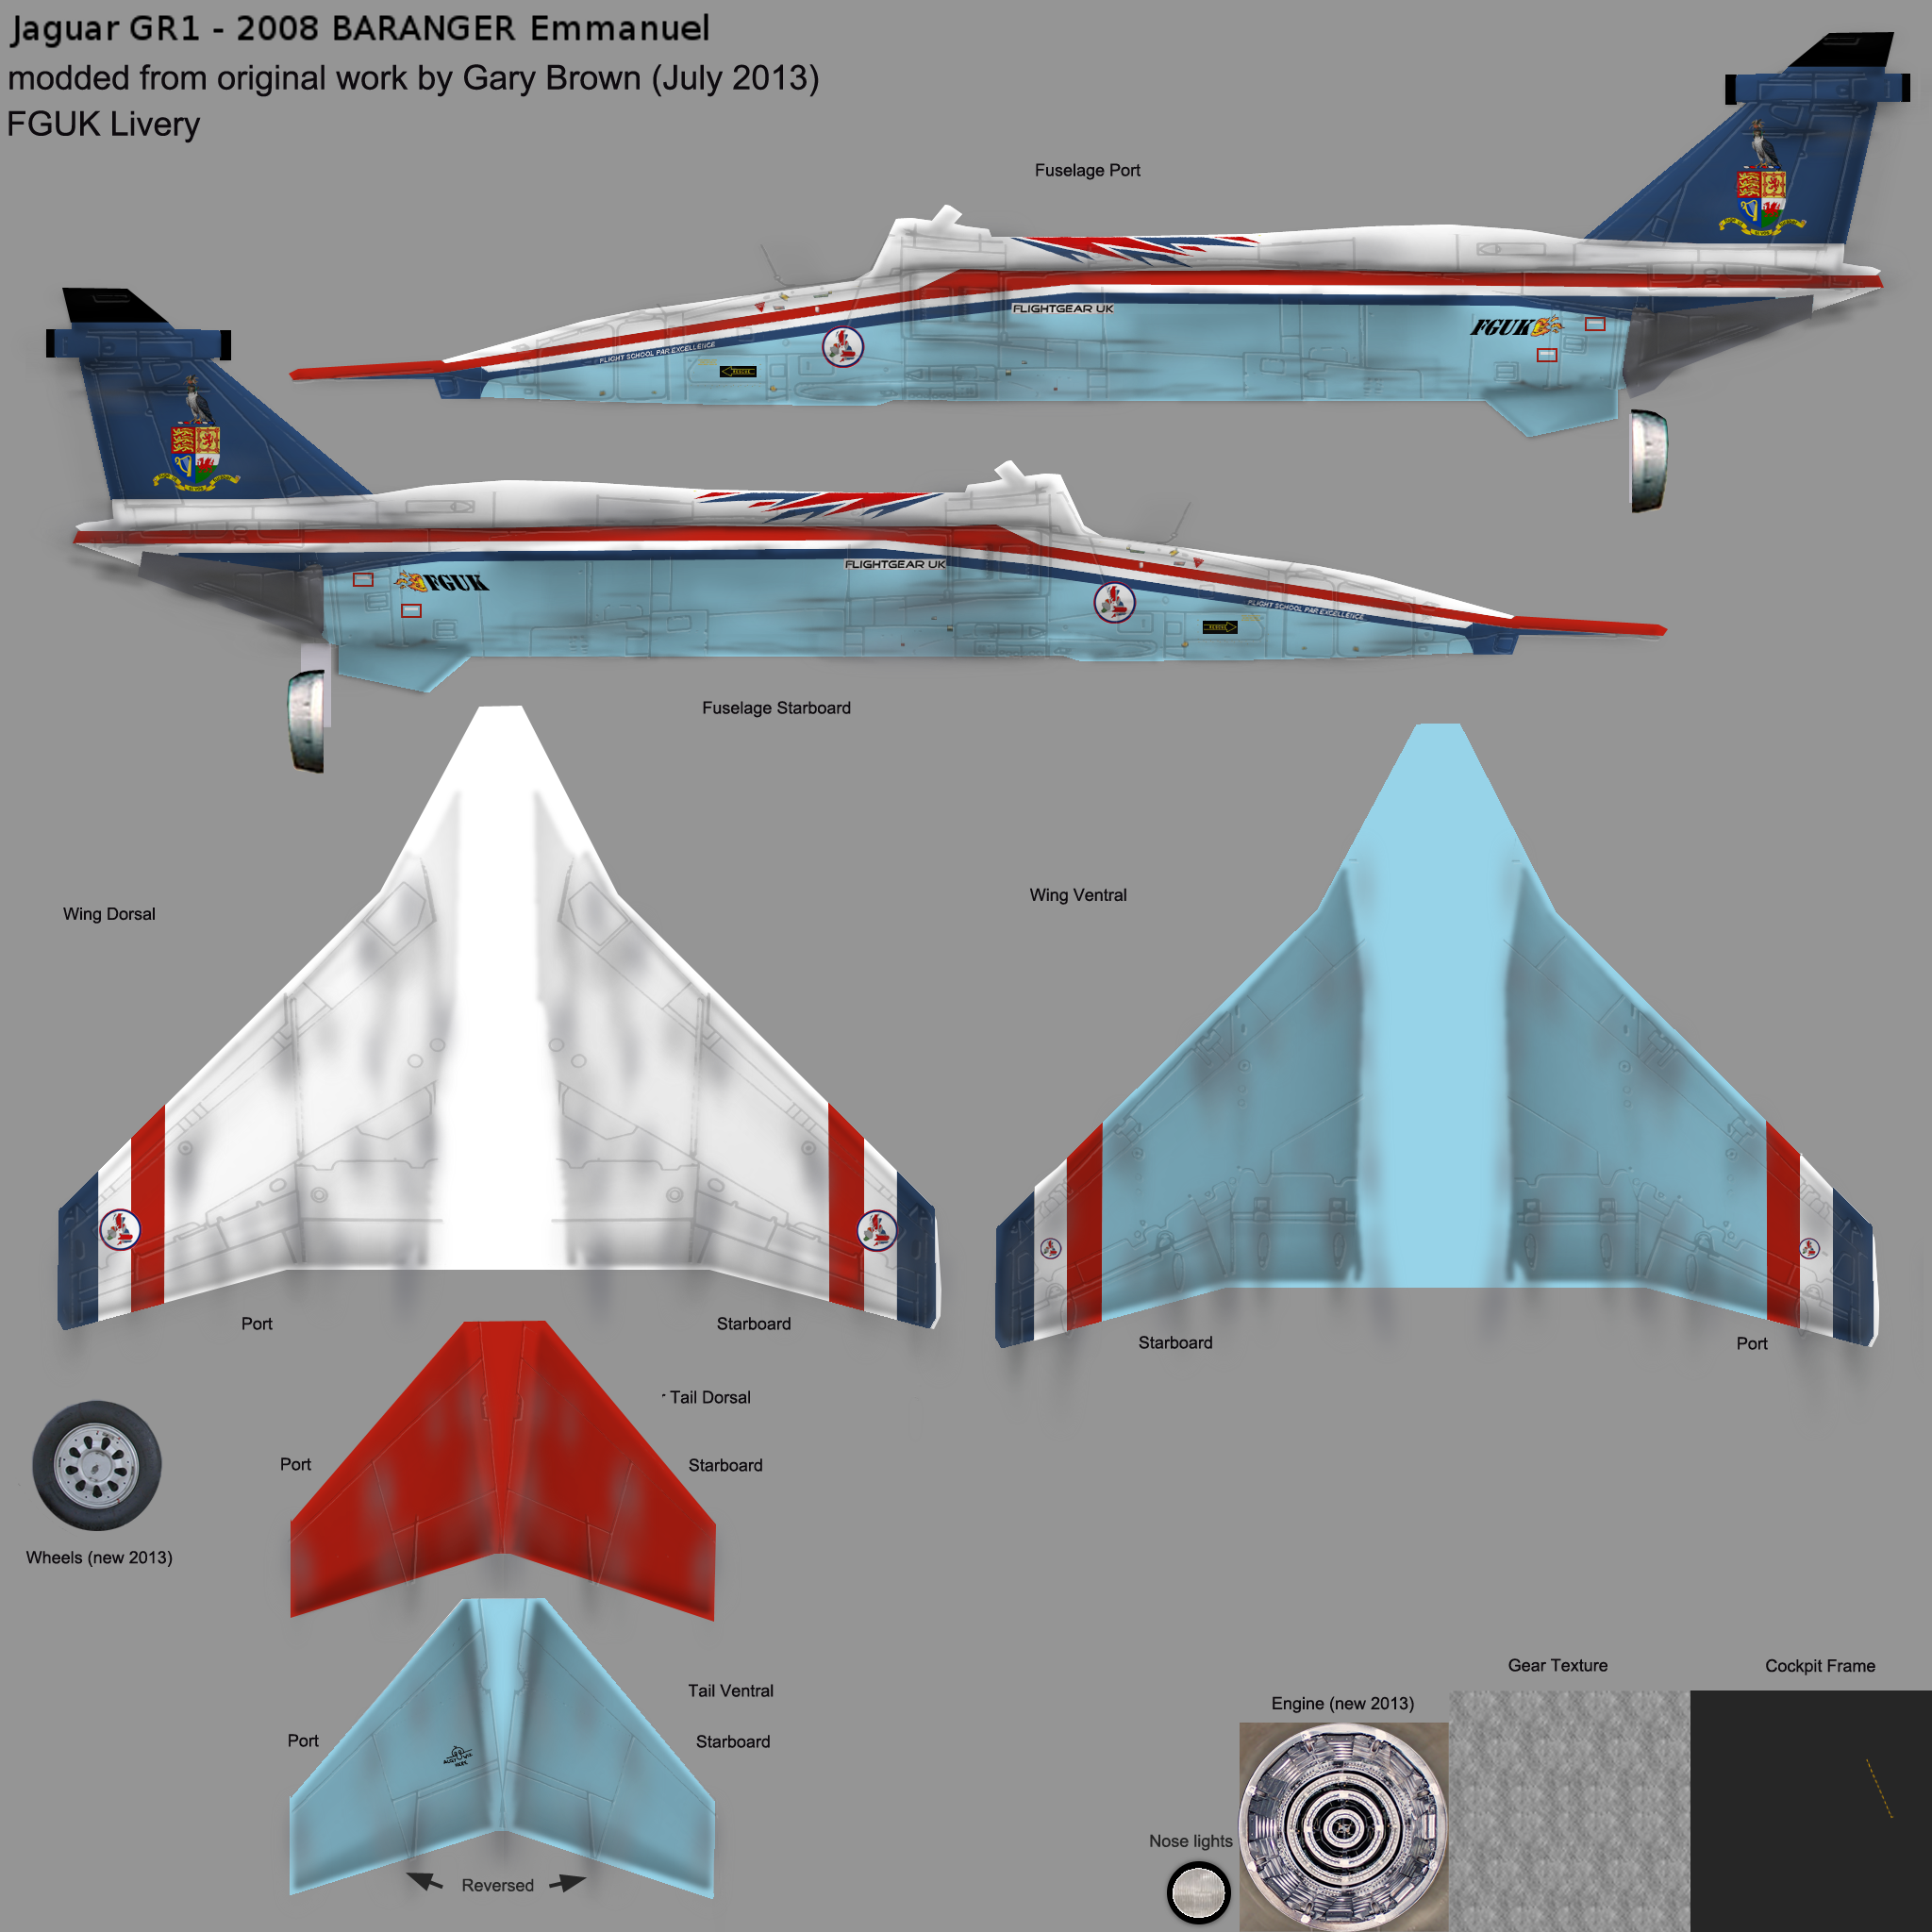 Jaguar GR1 - 2008 BARANGER Emmanuel
modded from original work by Gary Brown (July 2013)
FGUK Livery
Fuselage Port
FLIGHTGEAR UK
FGUK
FLIGHT SCHOOL PAR EXCELLENCE
RESCUE
FGUK
FLIGHTGEAR UK
FLIGHT SCHOOL PAR EXCELLENCE
RESCUE
Fuselage Starboard
Wing Dorsal
Wing Ventral
Port
Starboard
Starboard
Port
Tail Dorsal
Port
Starboard
Wheels (new 2013)
Tail Ventral
Port
Starboard
Reversed
Gear Texture
Cockpit Frame
Engine (new 2013)
Nose lights